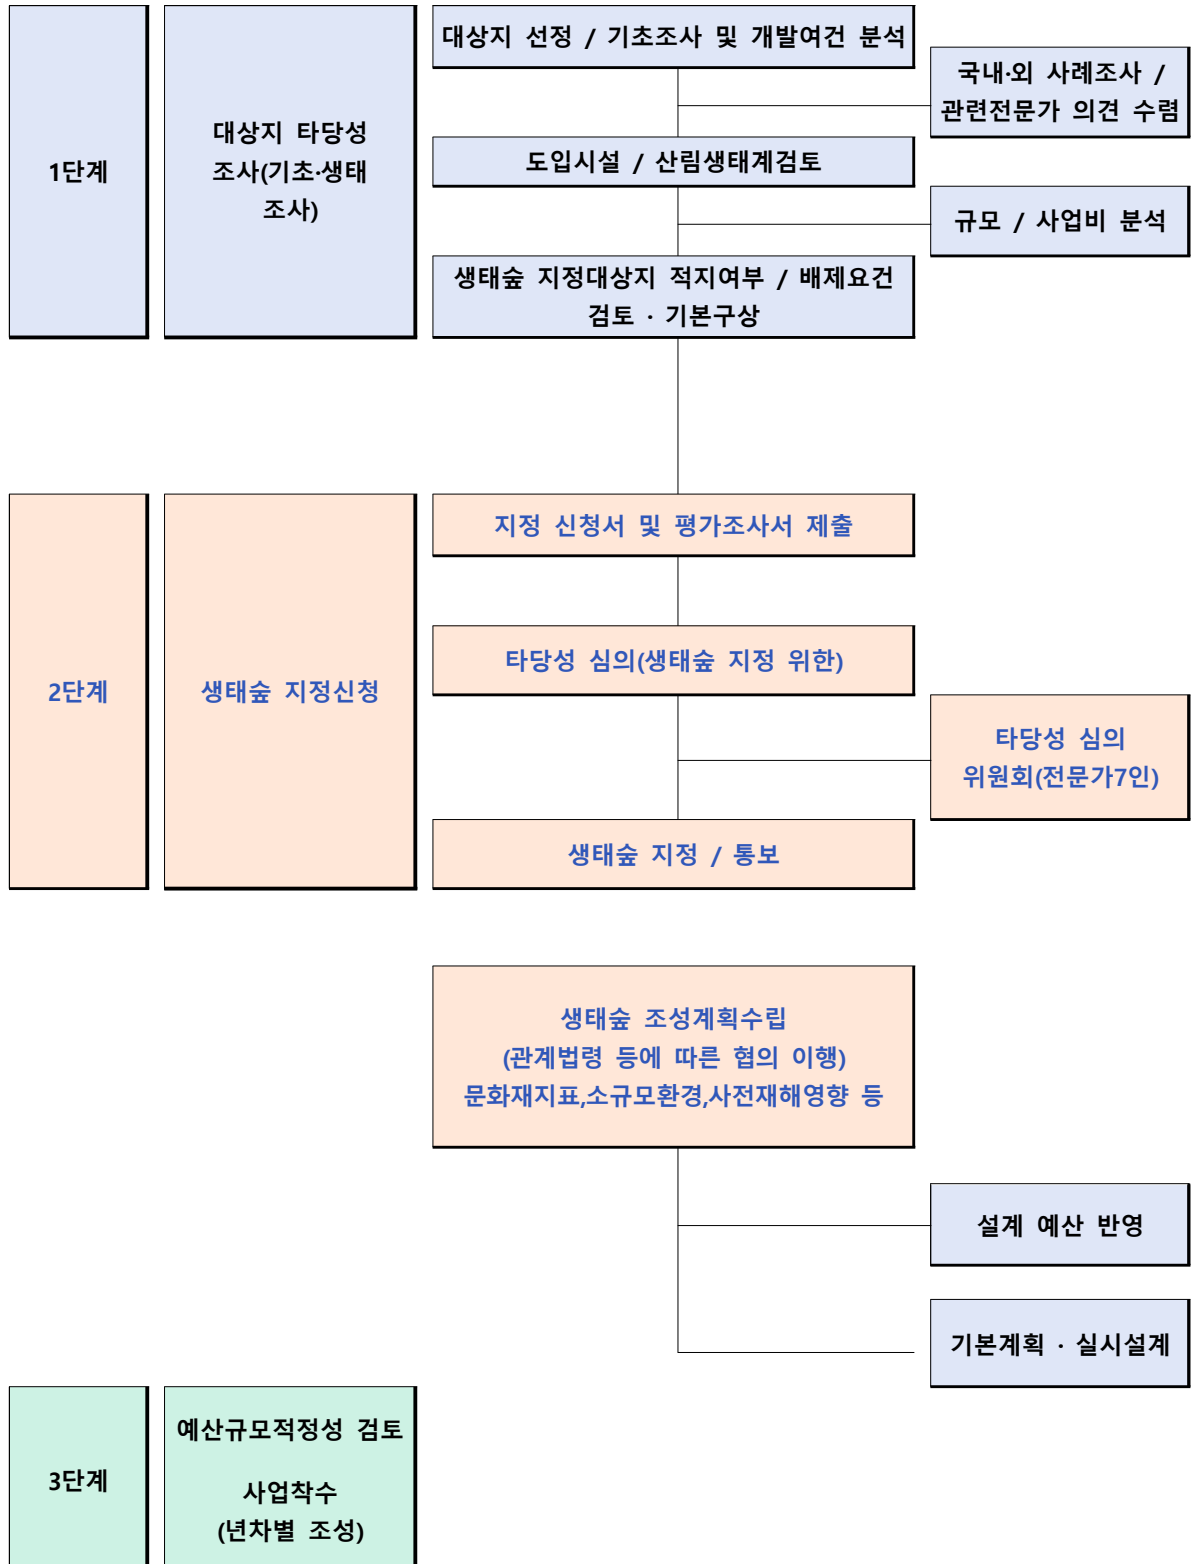 1단계
대상지 타당성
조사(기초·생태
조사)
대상지 선정 / 기초조사 및 개발여건 분석
국내·외 사례조사 /
관련전문가 의견 수렴
도입시설 / 산림생태계검토
규모 / 사업비 분석
생태숲 지정대상지 적지여부 / 배제요건
검토 · 기본구상
2단계
생태숲 지정신청
지정 신청서 및 평가조사서 제출
타당성 심의(생태숲 지정 위한)
타당성 심의
위원회(전문가7인)
생태숲 지정 / 통보
생태숲 조성계획수립
(관계법령 등에 따른 협의 이행)
문화재지표,소규모환경,사전재해영향 등
설계 예산 반영
기본계획 · 실시설계
3단계
예산규모적정성 검토
사업착수
(년차별 조성)